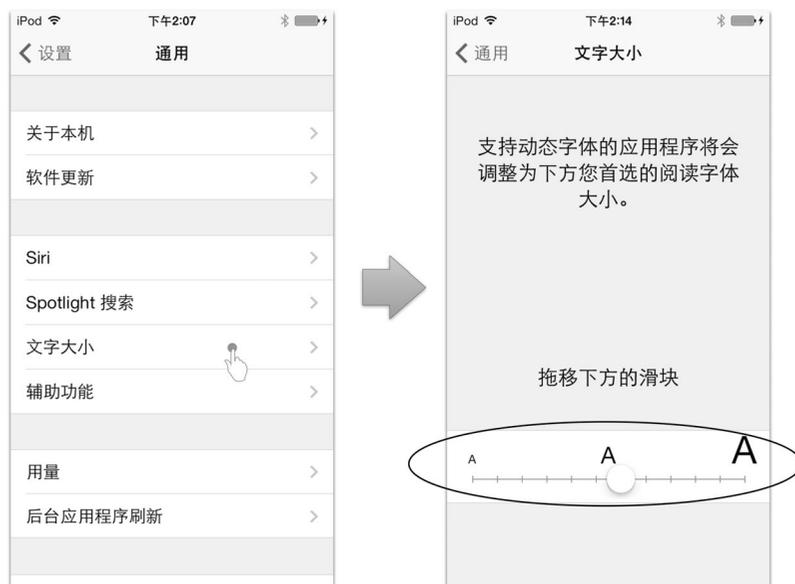 iPod 下午2:07
设置 通用
关于本机
软件更新
Siri
Spotlight 搜索
文字大小
辅助功能
用量
后台应用程序刷新
iPod 下午2:14
通用 文字大小
支持动态字体的应用程序将会
调整为下方您首选的阅读字体
大小。
拖移下方的滑块
A A A